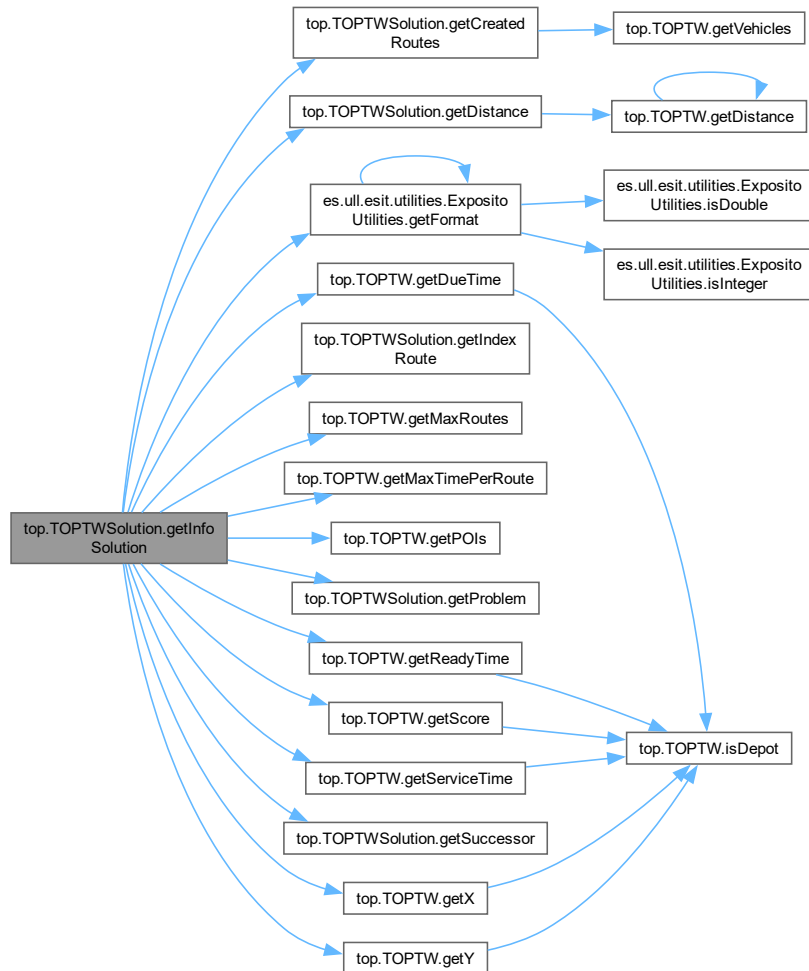 top.TOPTWSolution.getCreated
Routes
top.TOPTW.getVehicles
top.TOPTWSolution.getDistance
top.TOPTW.getDistance
es.ull.esit.utilities.Exposito
Utilities.getFormat
es.ull.esit.utilities.Exposito
Utilities.isDouble
es.ull.esit.utilities.Exposito
Utilities.isInteger
top.TOPTW.getDueTime
top.TOPTWSolution.getIndex
Route
top.TOPTW.getMaxRoutes
top.TOPTW.getMaxTimePerRoute
top.TOPTWSolution.getInfo
Solution
top.TOPTW.getPOIs
top.TOPTWSolution.getProblem
top.TOPTW.getReadyTime
top.TOPTW.getScore
top.TOPTW.isDepot
top.TOPTW.getServiceTime
top.TOPTWSolution.getSuccessor
top.TOPTW.getX
top.TOPTW.getY